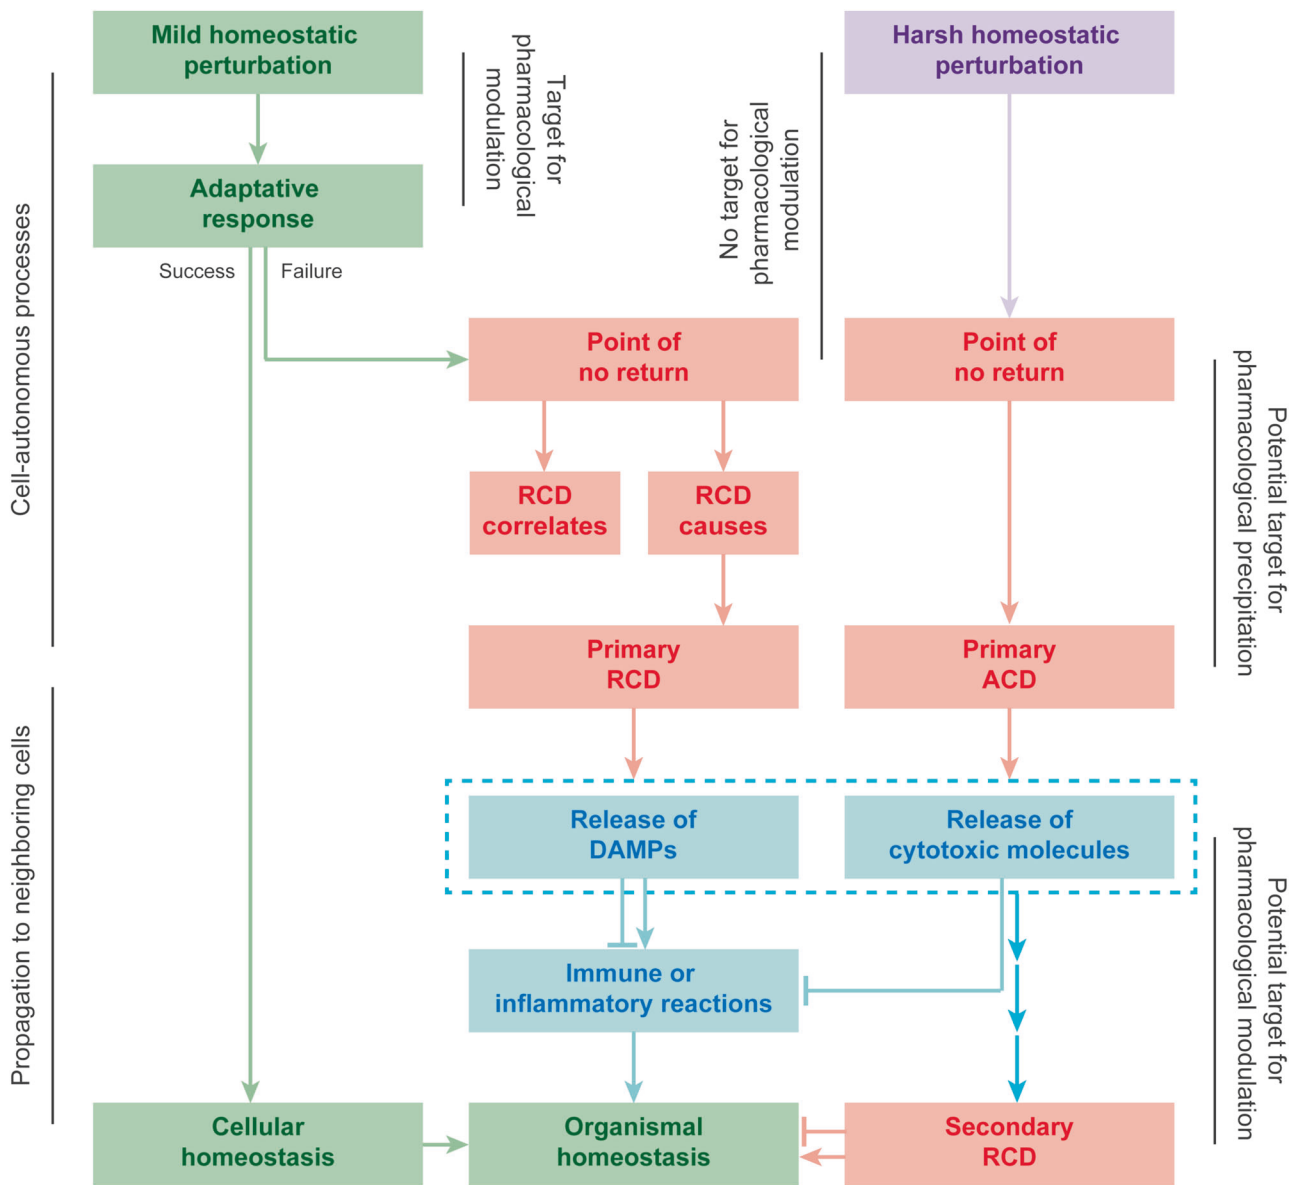 Mild homeostatic
perturbation
Harsh homeostatic
perturbation
Target for
pharmacological
modulation
No target for
pharmacological
modulation
Adaptative
response
Success
Failure
Cell-autonomous processes
Point of
no return
Point of
no return
RCD
correlates
RCD
causes
Potential target for
pharmacological precipitation
Primary
RCD
Primary
ACD
Propagation to neighboring cells
Release of
DAMPs
Release of
cytotoxic molecules
Immune or
inflammatory reactions
Potential target for
pharmacological modulation
Cellular
homeostasis
Organismal
homeostasis
Secondary
RCD